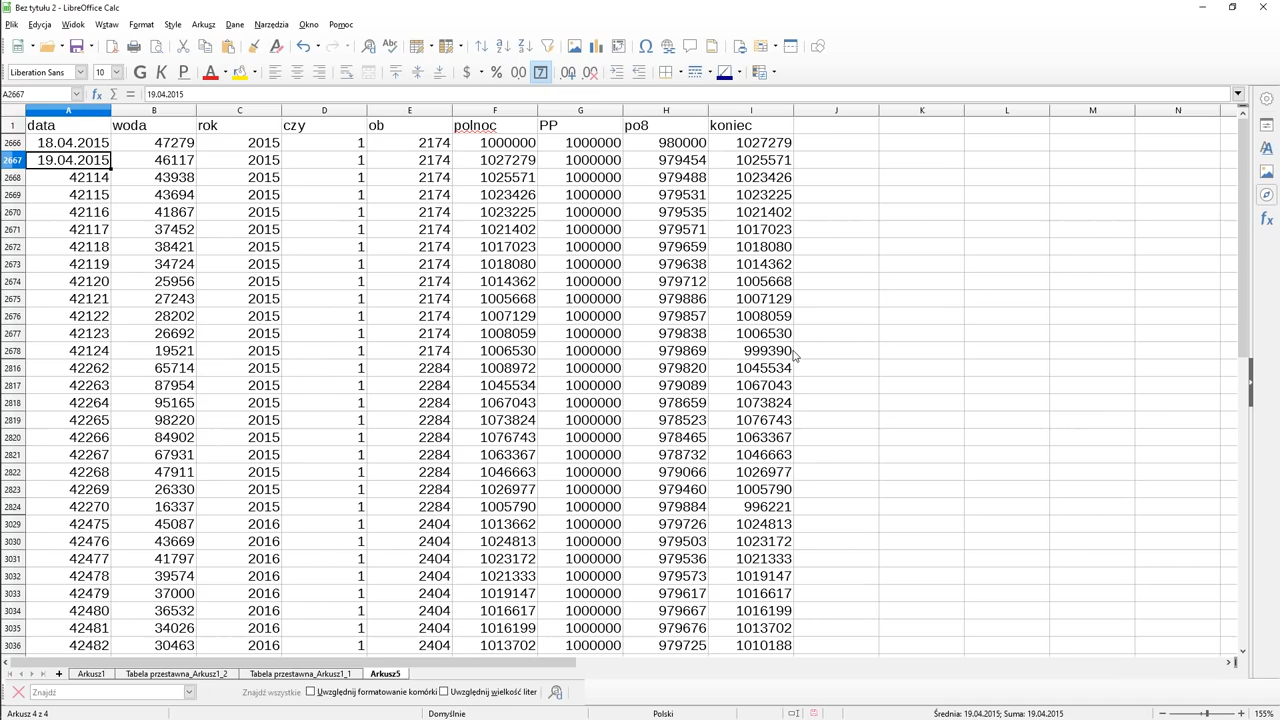 Bez tytułu 2 - LibreOffice Calc
Plik Edycja Widok Wstaw Format Style Arkusz Dane Narzędzia Okno Pomoc
Liberation Sans 10 G K P A $ % 0.0 7
A2667 fx Σ = 19.04.2015
A B C D E F G H I J K L M N
1 data woda rok czy ob polnoc PP po8 koniec
2666 18.04.2015 47279 2015 1 2174 1000000 1000000 980000 1027279
2667 19.04.2015 46117 2015 1 2174 1027279 1000000 979454 1025571
2668 42114 43938 2015 1 2174 1025571 1000000 979488 1023426
2669 42115 43694 2015 1 2174 1023426 1000000 979531 1023225
2670 42116 41867 2015 1 2174 1023225 1000000 979535 1021402
2671 42117 37452 2015 1 2174 1021402 1000000 979571 1017023
2672 42118 38421 2015 1 2174 1017023 1000000 979659 1018080
2673 42119 34724 2015 1 2174 1018080 1000000 979638 1014362
2674 42120 25956 2015 1 2174 1014362 1000000 979712 1005668
2675 42121 27243 2015 1 2174 1005668 1000000 979886 1007129
2676 42122 28202 2015 1 2174 1007129 1000000 979857 1008059
2677 42123 26692 2015 1 2174 1008059 1000000 979838 1006530
2678 42124 19521 2015 1 2174 1006530 1000000 979869 999390
2816 42262 65714 2015 1 2284 1008972 1000000 979820 1045534
2817 42263 87954 2015 1 2284 1045534 1000000 979089 1067043
2818 42264 95165 2015 1 2284 1067043 1000000 978659 1073824
2819 42265 98220 2015 1 2284 1073824 1000000 978523 1076743
2820 42266 84902 2015 1 2284 1076743 1000000 978465 1063367
2821 42267 67931 2015 1 2284 1063367 1000000 978732 1046663
2822 42268 47911 2015 1 2284 1046663 1000000 979066 1026977
2823 42269 26330 2015 1 2284 1026977 1000000 979460 1005790
2824 42270 16337 2015 1 2284 1005790 1000000 979884 996221
3029 42475 45087 2016 1 2404 1013662 1000000 979726 1024813
3030 42476 43669 2016 1 2404 1024813 1000000 979503 1023172
3031 42477 41797 2016 1 2404 1023172 1000000 979536 1021333
3032 42478 39574 2016 1 2404 1021333 1000000 979573 1019147
3033 42479 37000 2016 1 2404 1019147 1000000 979617 1016617
3034 42480 36532 2016 1 2404 1016617 1000000 979667 1016199
3035 42481 34026 2016 1 2404 1016199 1000000 979676 1013702
3036 42482 30463 2016 1 2404 1013702 1000000 979725 1010188
Arkusz1 Tabela przestawna_Arkusz1_2 Tabela przestawna_Arkusz1_1 Arkusz5
Znajdź Znajdź wszystkie Uwzględnij formatowanie komórki Uwzględnij wielkość liter
Arkusz 4 z 4 Domyślnie Polski Średnia: 19.04.2015; Suma: 19.04.2015 155%